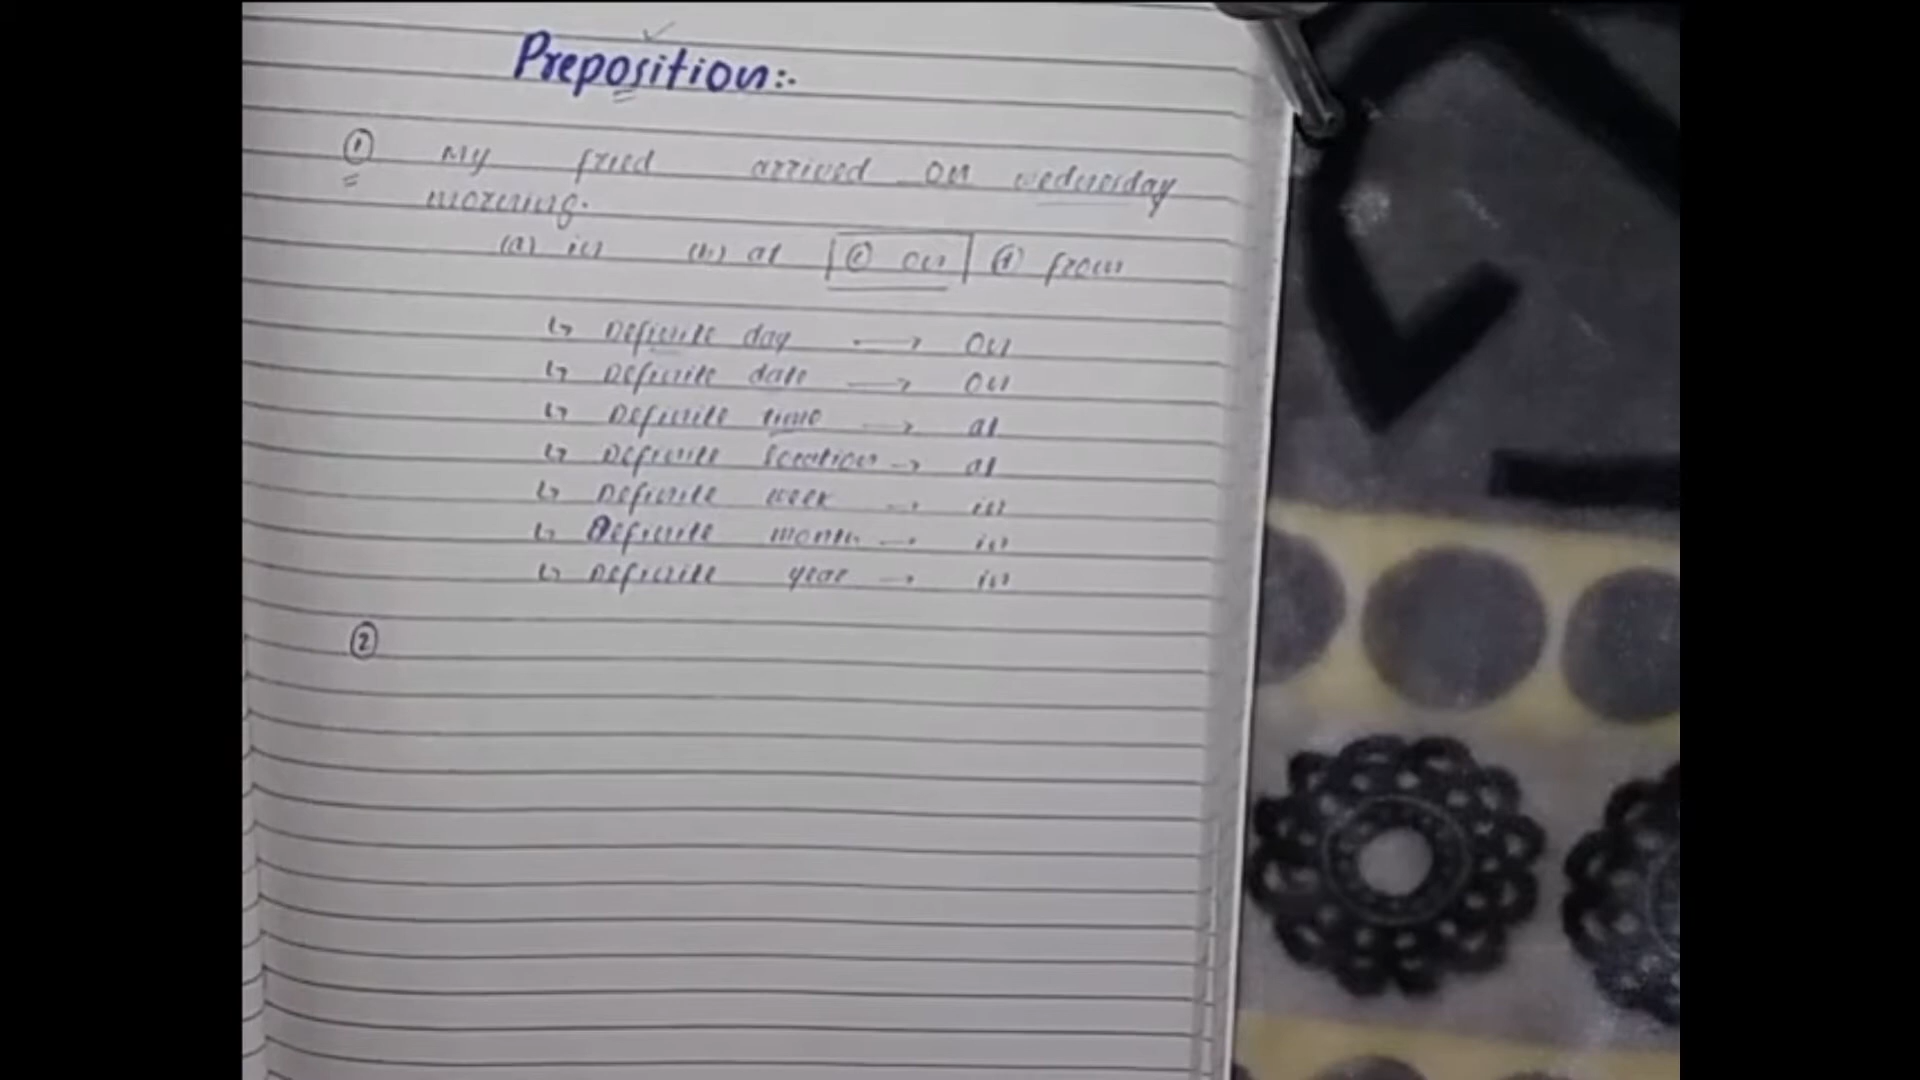 Preposition:-
① My fried arrived on wednesday
morning.
(a) in (b) at (c) on (d) from
↳ Definite day → on
↳ Definite date → on
↳ Definite time → at
↳ Definite location → at
↳ Definite week → in
↳ Definite month → in
↳ Definite year → in
②